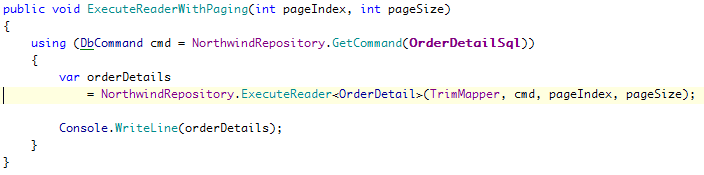 public void ExecuteReaderWithPaging(int pageIndex, int pageSize)
{
    using (DbCommand cmd = NorthwindRepository.GetCommand(OrderDetailSql))
    {
        var orderDetails
            = NorthwindRepository.ExecuteReader<OrderDetail>(TrimMapper, cmd, pageIndex, pageSize);

        Console.WriteLine(orderDetails);
    }
}